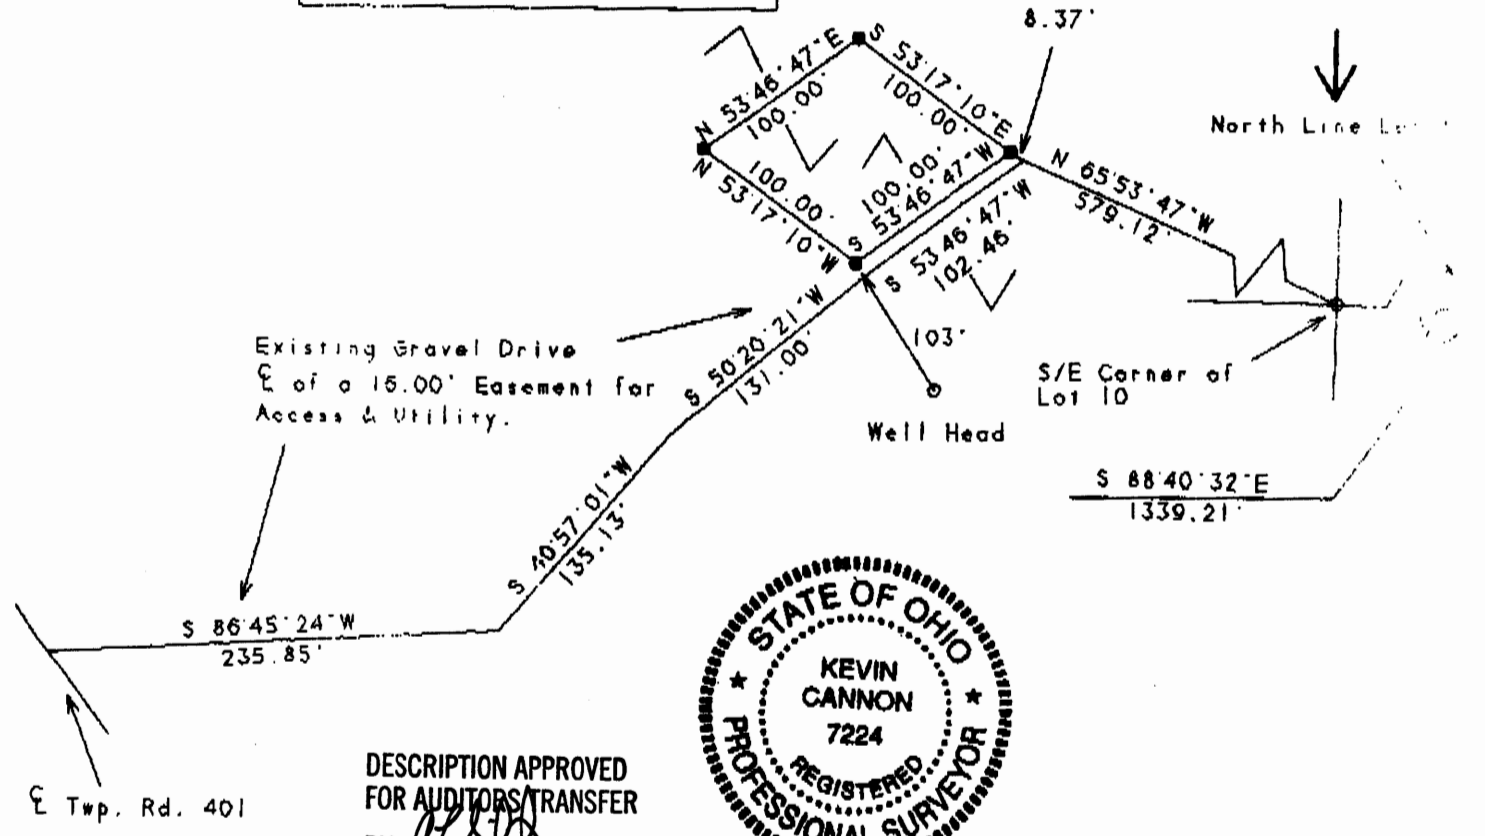 8.37'
N 53°46'47"E
100.00'
S 53°17'10"E
100.00'
North Line
N 53°17'10"W
100.00'
S 53°46'47"W
100.00'
S 53°46'47"W
102.46'
N 65°53'47"W
579.12'
S 50°20'21"W
131.00'
103'
Well Head
Existing Gravel Drive
℄ of a 15.00' Easement for
Access & Utility.
S/E Corner of
Lot 10
S 88°40'32"E
1339.21'
S 40°57'01"W
135.13'
S 86°45'24"W
235.85'
℄ Twp. Rd. 401
STATE OF OHIO
KEVIN
CANNON
7224
REGISTERED
PROFESSIONAL SURVEYOR
DESCRIPTION APPROVED
FOR AUDITORS TRANSFER